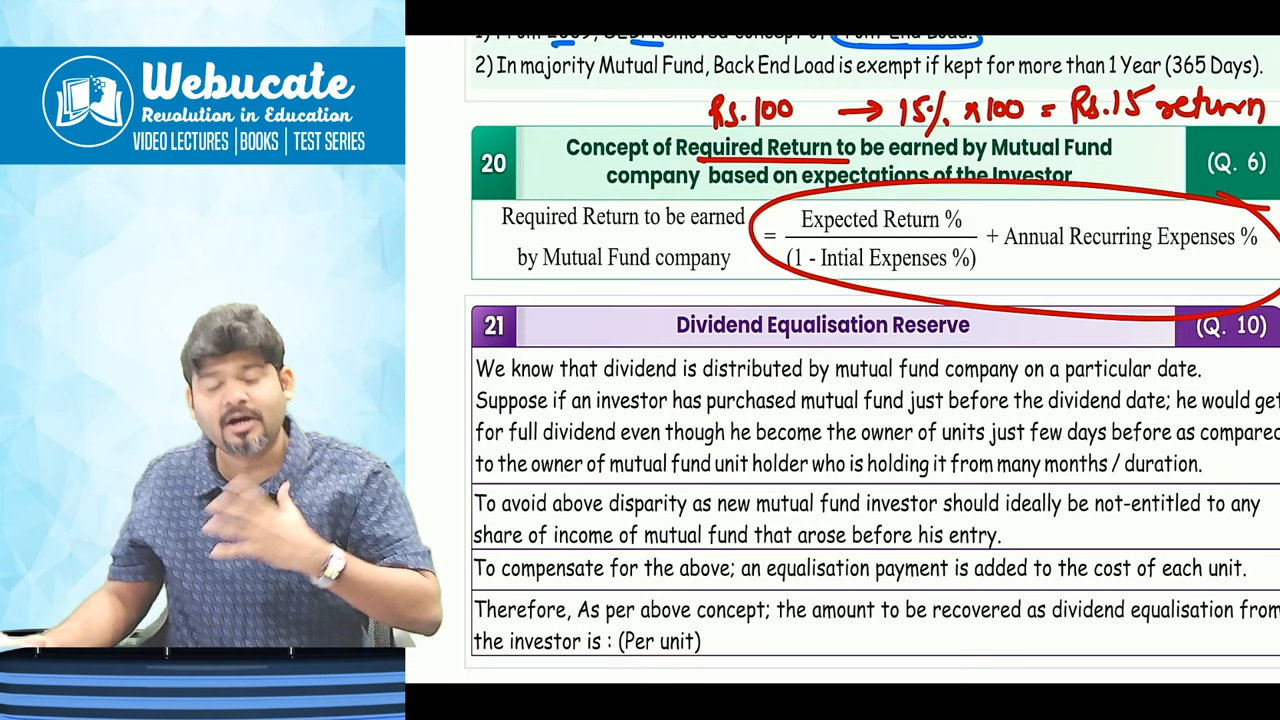 Webucate
Revolution in Education
VIDEO LECTURES | BOOKS | TEST SERIES
2) In majority Mutual Fund, Back End Load is exempt if kept for more than 1 Year (365 Days).
Rs.100 → 15% × 100 = Rs.15 return
20 Concept of Required Return to be earned by Mutual Fund (Q. 6)
company based on expectations of the Investor
Required Return to be earned
by Mutual Fund company
= Expected Return %
(1 - Intial Expenses %)
+ Annual Recurring Expenses %
21 Dividend Equalisation Reserve (Q. 10)
We know that dividend is distributed by mutual fund company on a particular date.
Suppose if an investor has purchased mutual fund just before the dividend date; he would get
for full dividend even though he become the owner of units just few days before as compared
to the owner of mutual fund unit holder who is holding it from many months / duration.
To avoid above disparity as new mutual fund investor should ideally be not-entitled to any
share of income of mutual fund that arose before his entry.
To compensate for the above; an equalisation payment is added to the cost of each unit.
Therefore, As per above concept; the amount to be recovered as dividend equalisation from
the investor is : (Per unit)